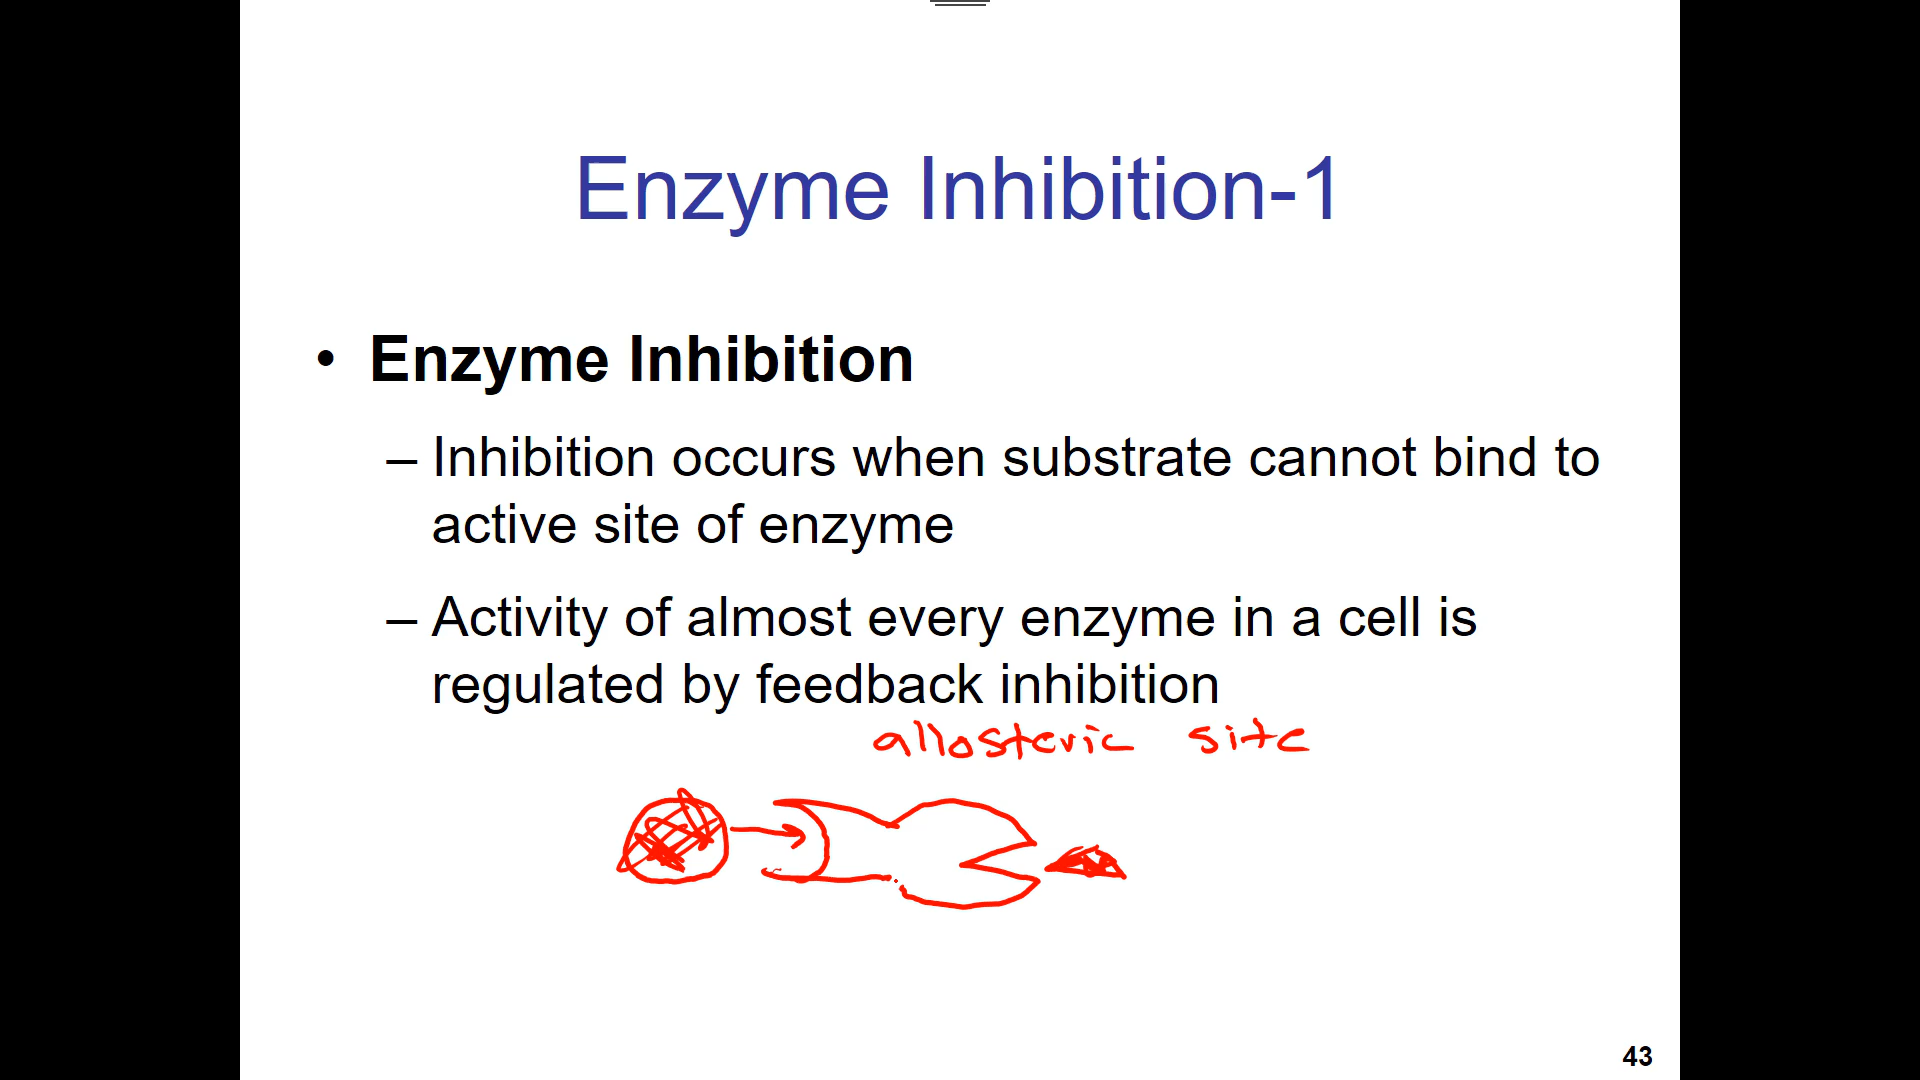 Enzyme Inhibition-1
• Enzyme Inhibition
– Inhibition occurs when substrate cannot bind to
active site of enzyme
– Activity of almost every enzyme in a cell is
regulated by feedback inhibition
allosteric site
43